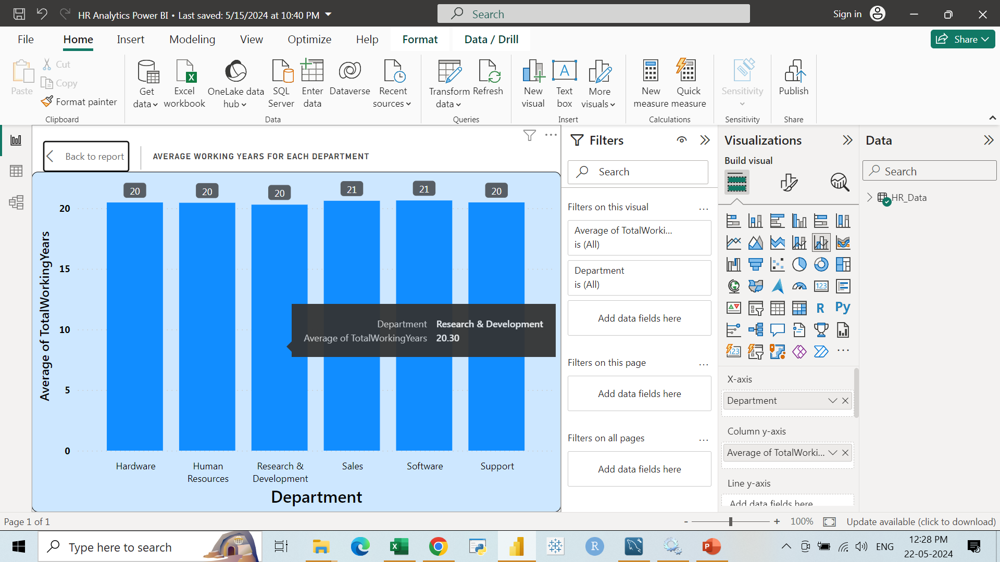 HR Analytics Power BI • Last saved: 5/15/2024 at 10:40 PM
Search
Sign in
File
Home
Insert
Modeling
View
Optimize
Help
Format
Data / Drill
Share
Paste
Cut
Copy
Format painter
Clipboard
Get
data
Excel
workbook
OneLake data
hub
SQL
Server
Enter
data
Dataverse
Recent
sources
Data
Transform
data
Refresh
Queries
New
visual
Text
box
More
visuals
Insert
New
measure
Quick
measure
Calculations
Sensitivity
Sensitivity
Publish
Share
Back to report
AVERAGE WORKING YEARS FOR EACH DEPARTMENT
Average of TotalWorkingYears
20
15
10
5
0
20
20
20
21
21
20
Department Research & Development
Average of TotalWorkingYears 20.30
Hardware
Human
Resources
Research &
Development
Sales
Software
Support
Department
Filters
Search
Filters on this visual
...
Average of TotalWorki...
is (All)
Department
is (All)
Add data fields here
Filters on this page
...
Add data fields here
Filters on all pages
...
Add data fields here
Visualizations
Build visual
123
R
Py
123
...
X-axis
Department
Column y-axis
Average of TotalWorki...
Line y-axis
Add data fields here
Data
Search
HR_Data
Page 1 of 1
- + 100%
Update available (click to download)
Type here to search
R
P
ENG
12:28 PM
22-05-2024